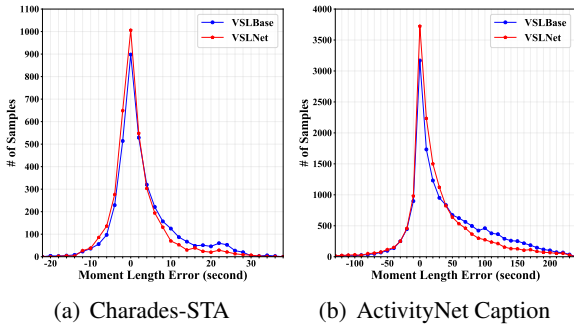 1100
1000
900
800
700
600
500
400
300
200
100
0
# of Samples
-20 -10 0 10 20 30
Moment Length Error (second)
VSLBase
VSLNet
(a) Charades-STA
4000
3500
3000
2500
2000
1500
1000
500
0
# of Samples
-100 -50 0 50 100 150 200
Moment Length Error (second)
VSLBase
VSLNet
(b) ActivityNet Caption